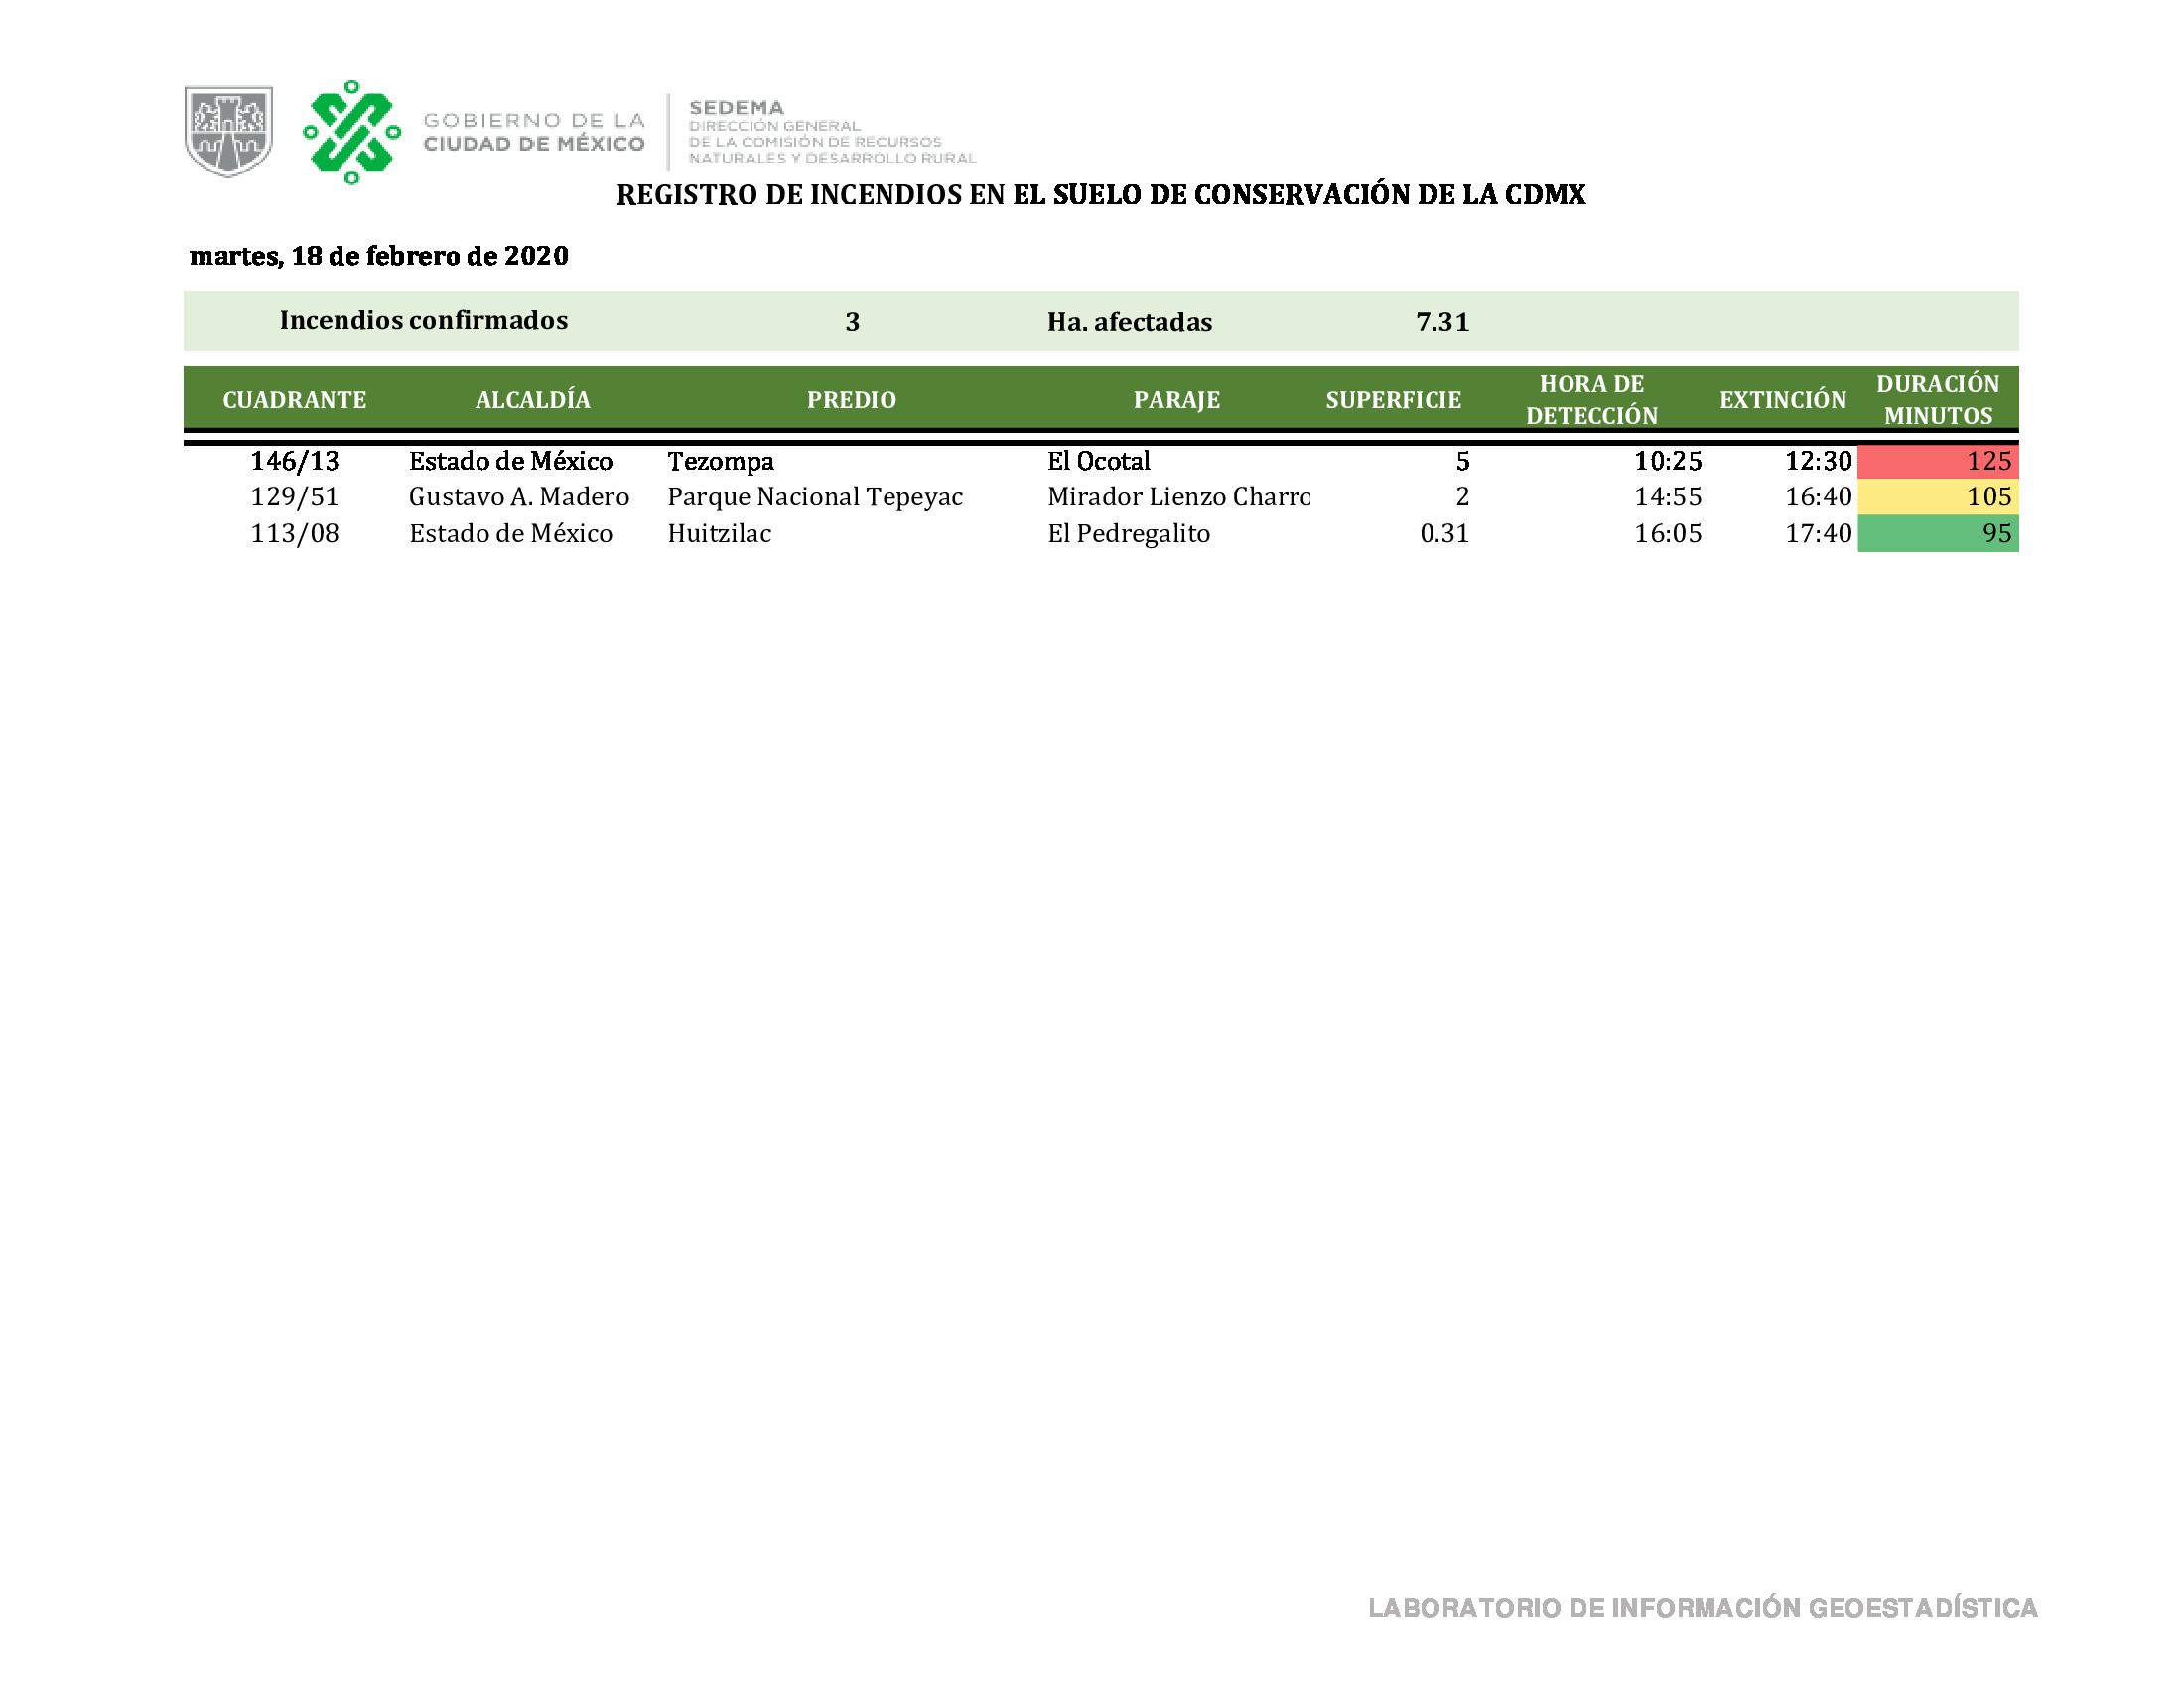 GOBIERNO DE LA
CIUDAD DE MÉXICO
SEDEMA
DIRECCIÓN GENERAL
DE LA COMISIÓN DE RECURSOS
NATURALES Y DESARROLLO RURAL
REGISTRO DE INCENDIOS EN EL SUELO DE CONSERVACIÓN DE LA CDMX
martes, 18 de febrero de 2020
Incendios confirmados 3 Ha. afectadas 7.31
CUADRANTE ALCALDÍA PREDIO PARAJE SUPERFICIE HORA DE DETECCIÓN EXTINCIÓN DURACIÓN MINUTOS
146/13 Estado de México Tezompa El Ocotal 5 10:25 12:30 125
129/51 Gustavo A. Madero Parque Nacional Tepeyac Mirador Lienzo Charro 2 14:55 16:40 105
113/08 Estado de México Huitzilac El Pedregalito 0.31 16:05 17:40 95
LABORATORIO DE INFORMACIÓN GEOESTADÍSTICA